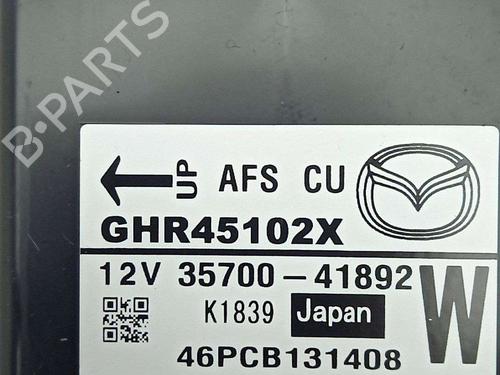 B-PARTS
UP AFS CU
GHR45102X
12V 35700-41892 W
K1839 Japan
46PCB131408